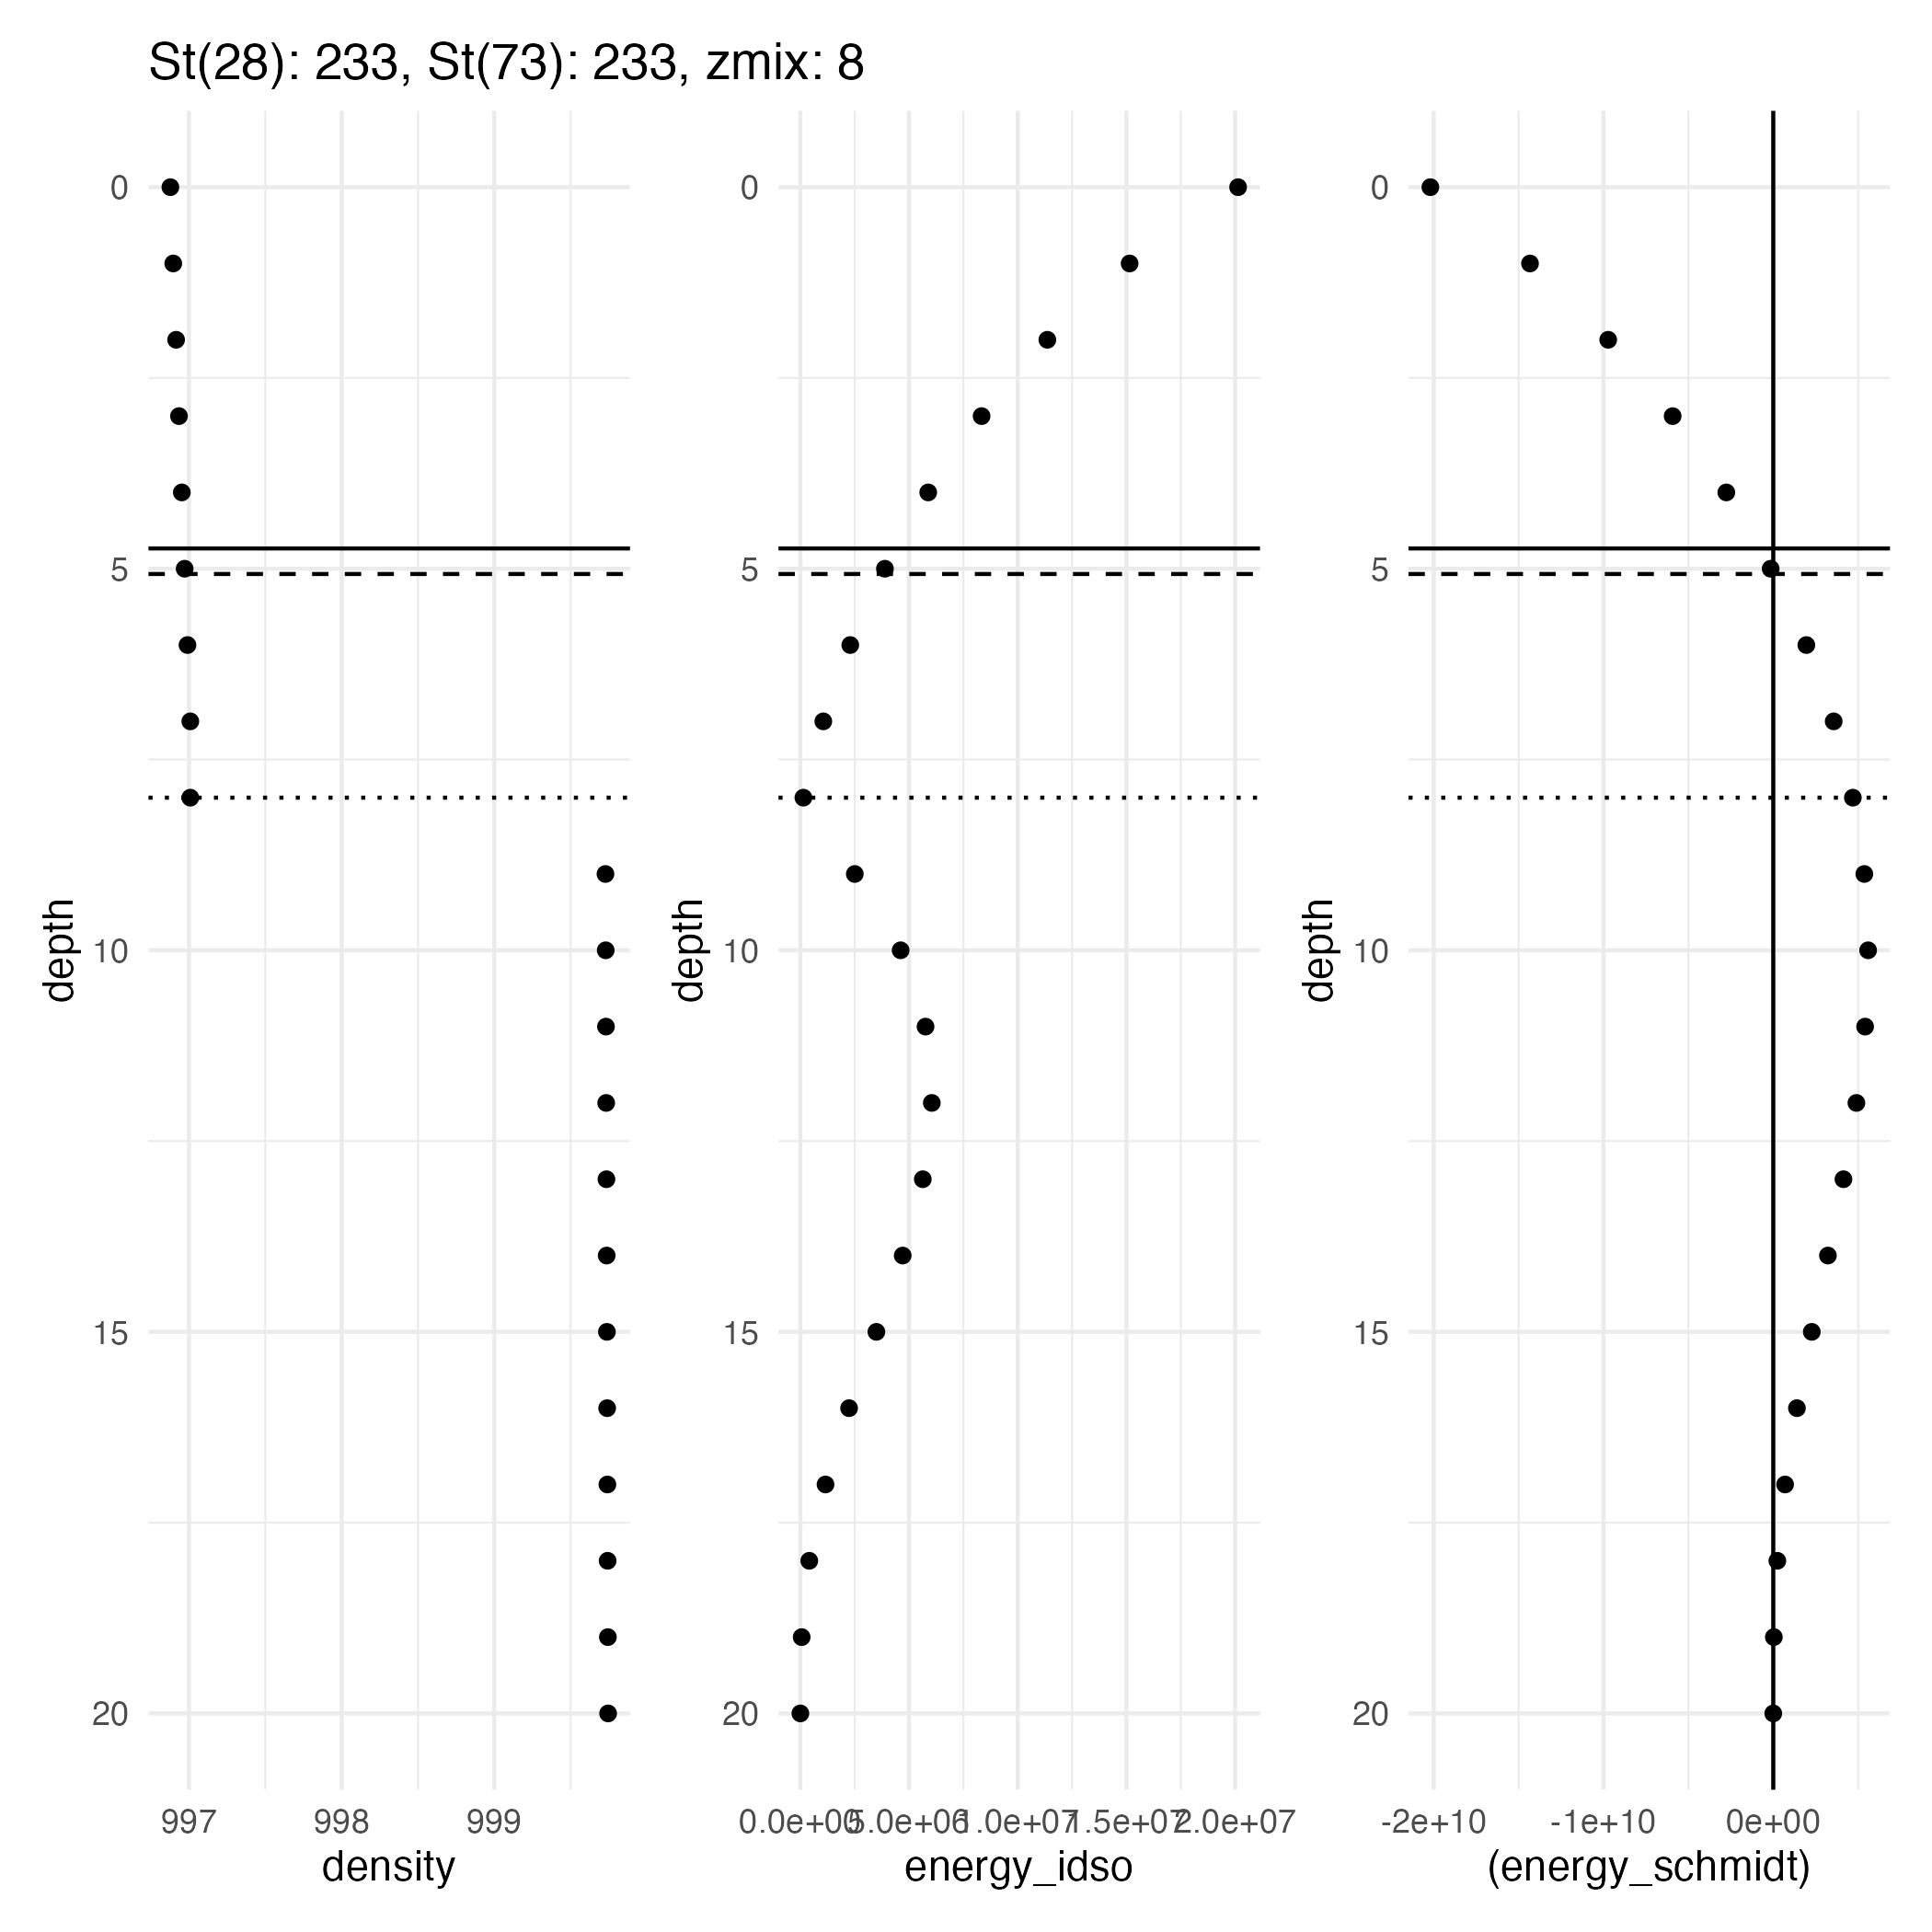 St(28): 233, St(73): 233, zmix: 8
depth
0
5
10
15
20
997 998 999
density
depth
0
5
10
15
20
0.0e+00 5.0e+06 1.0e+07 1.5e+07 2.0e+07
energy_idso
depth
0
5
10
15
20
-2e+10 -1e+10 0e+00
(energy_schmidt)